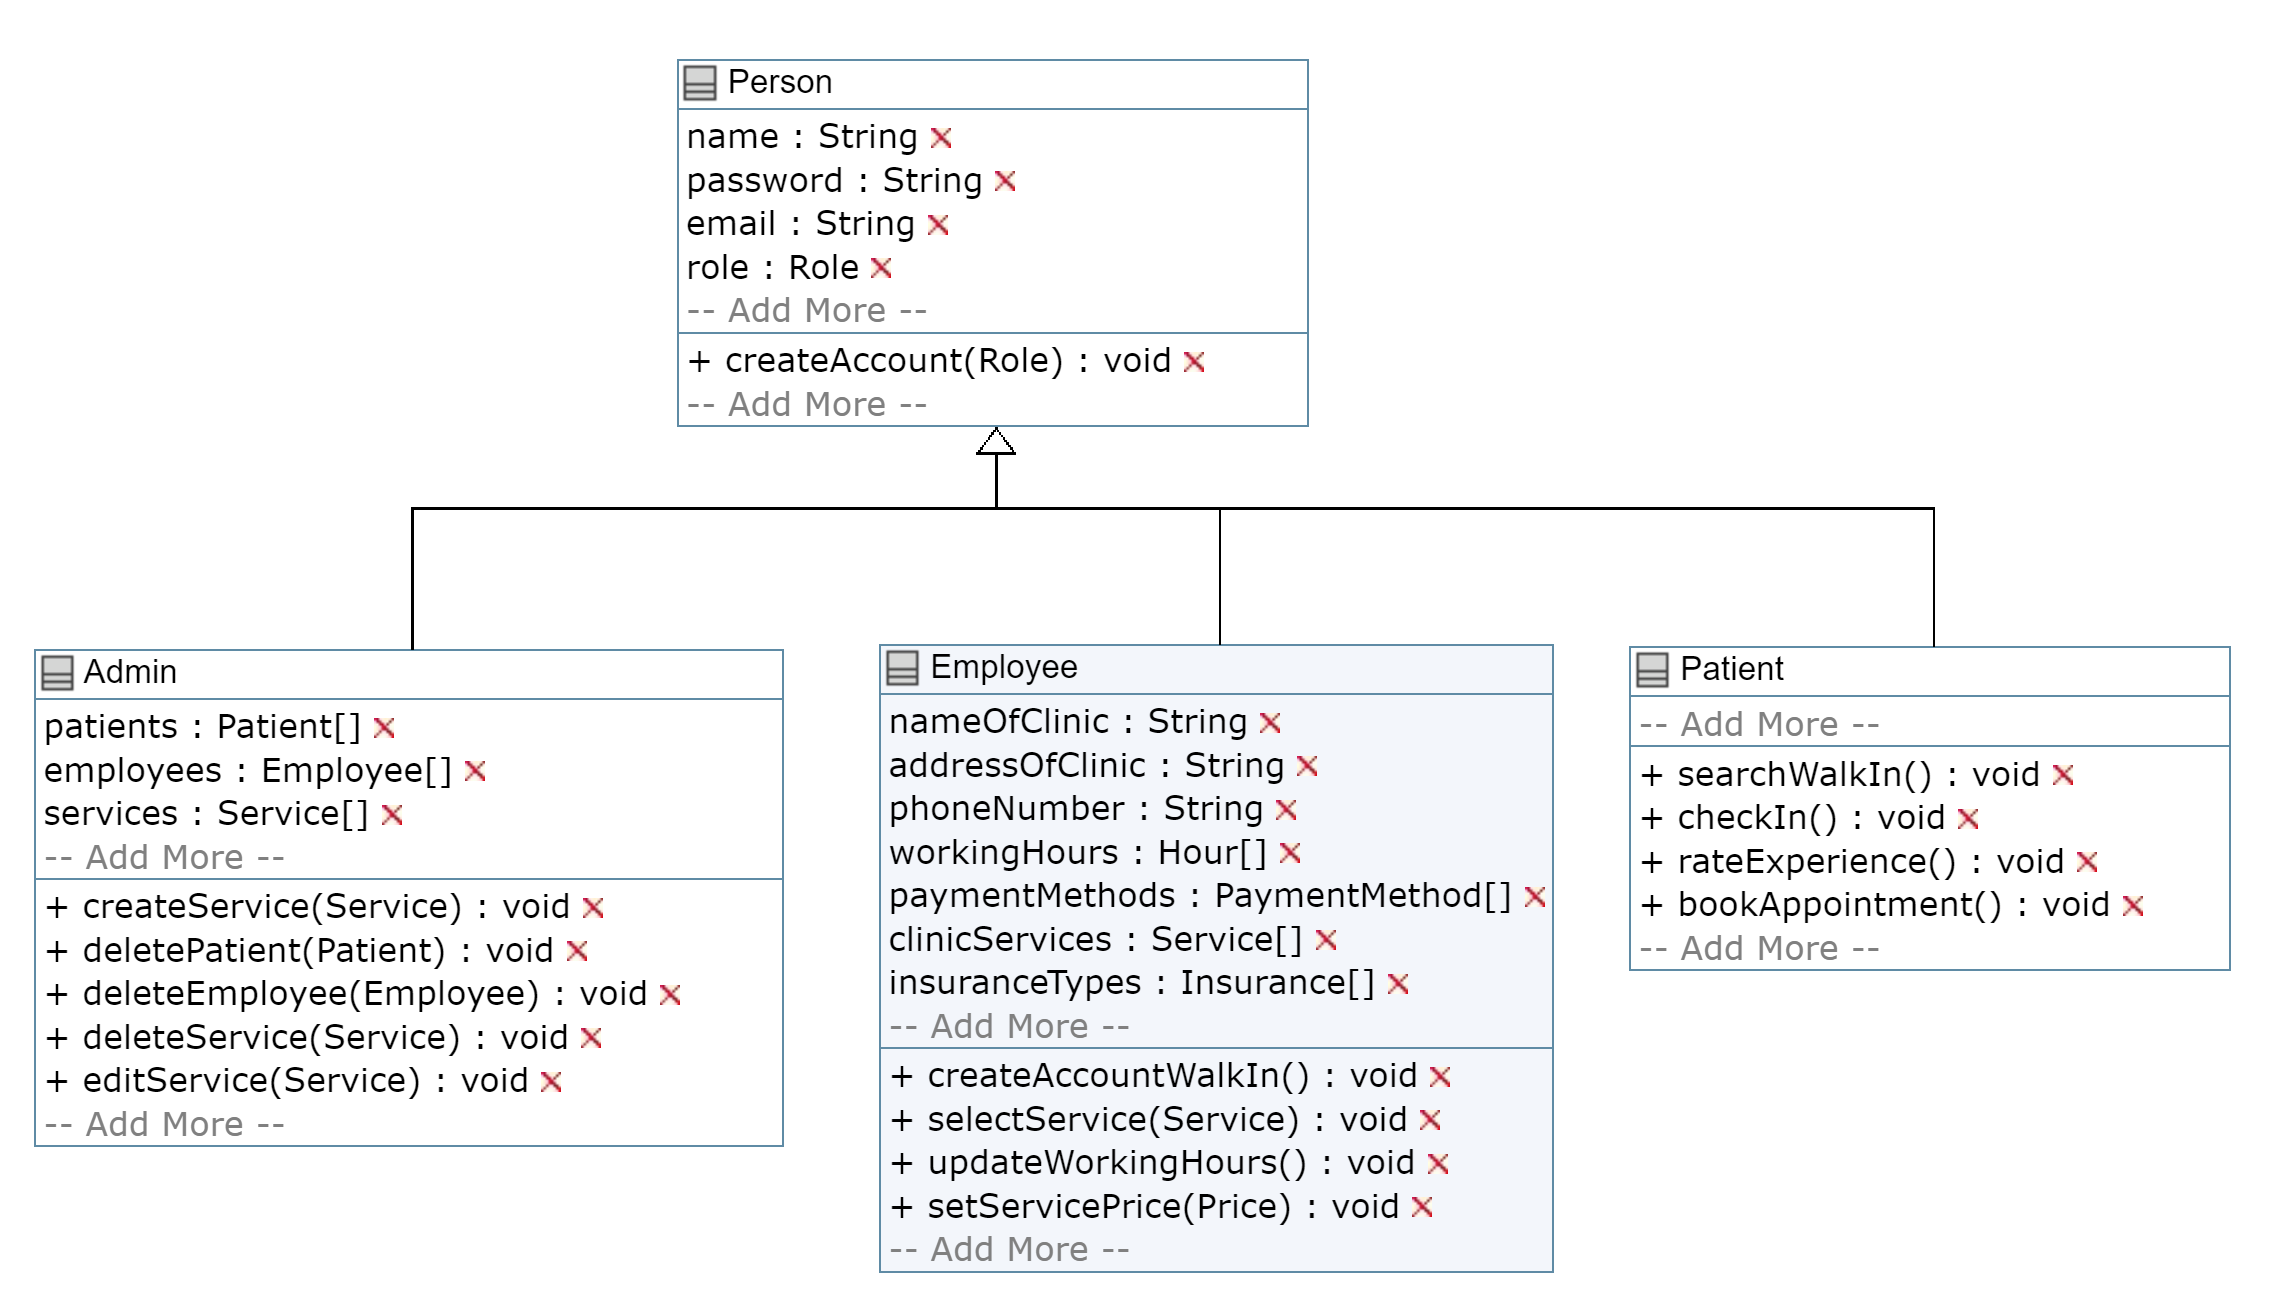 Person
name : String
password : String
email : String
role : Role
-- Add More --
+ createAccount(Role) : void
-- Add More --
Admin
patients : Patient[]
employees : Employee[]
services : Service[]
-- Add More --
+ createService(Service) : void
+ deletePatient(Patient) : void
+ deleteEmployee(Employee) : void
+ deleteService(Service) : void
+ editService(Service) : void
-- Add More --
Employee
nameOfClinic : String
addressOfClinic : String
phoneNumber : String
workingHours : Hour[]
paymentMethods : PaymentMethod[]
clinicServices : Service[]
insuranceTypes : Insurance[]
-- Add More --
+ createAccountWalkIn() : void
+ selectService(Service) : void
+ updateWorkingHours() : void
+ setServicePrice(Price) : void
-- Add More --
Patient
-- Add More --
+ searchWalkIn() : void
+ checkIn() : void
+ rateExperience() : void
+ bookAppointment() : void
-- Add More --